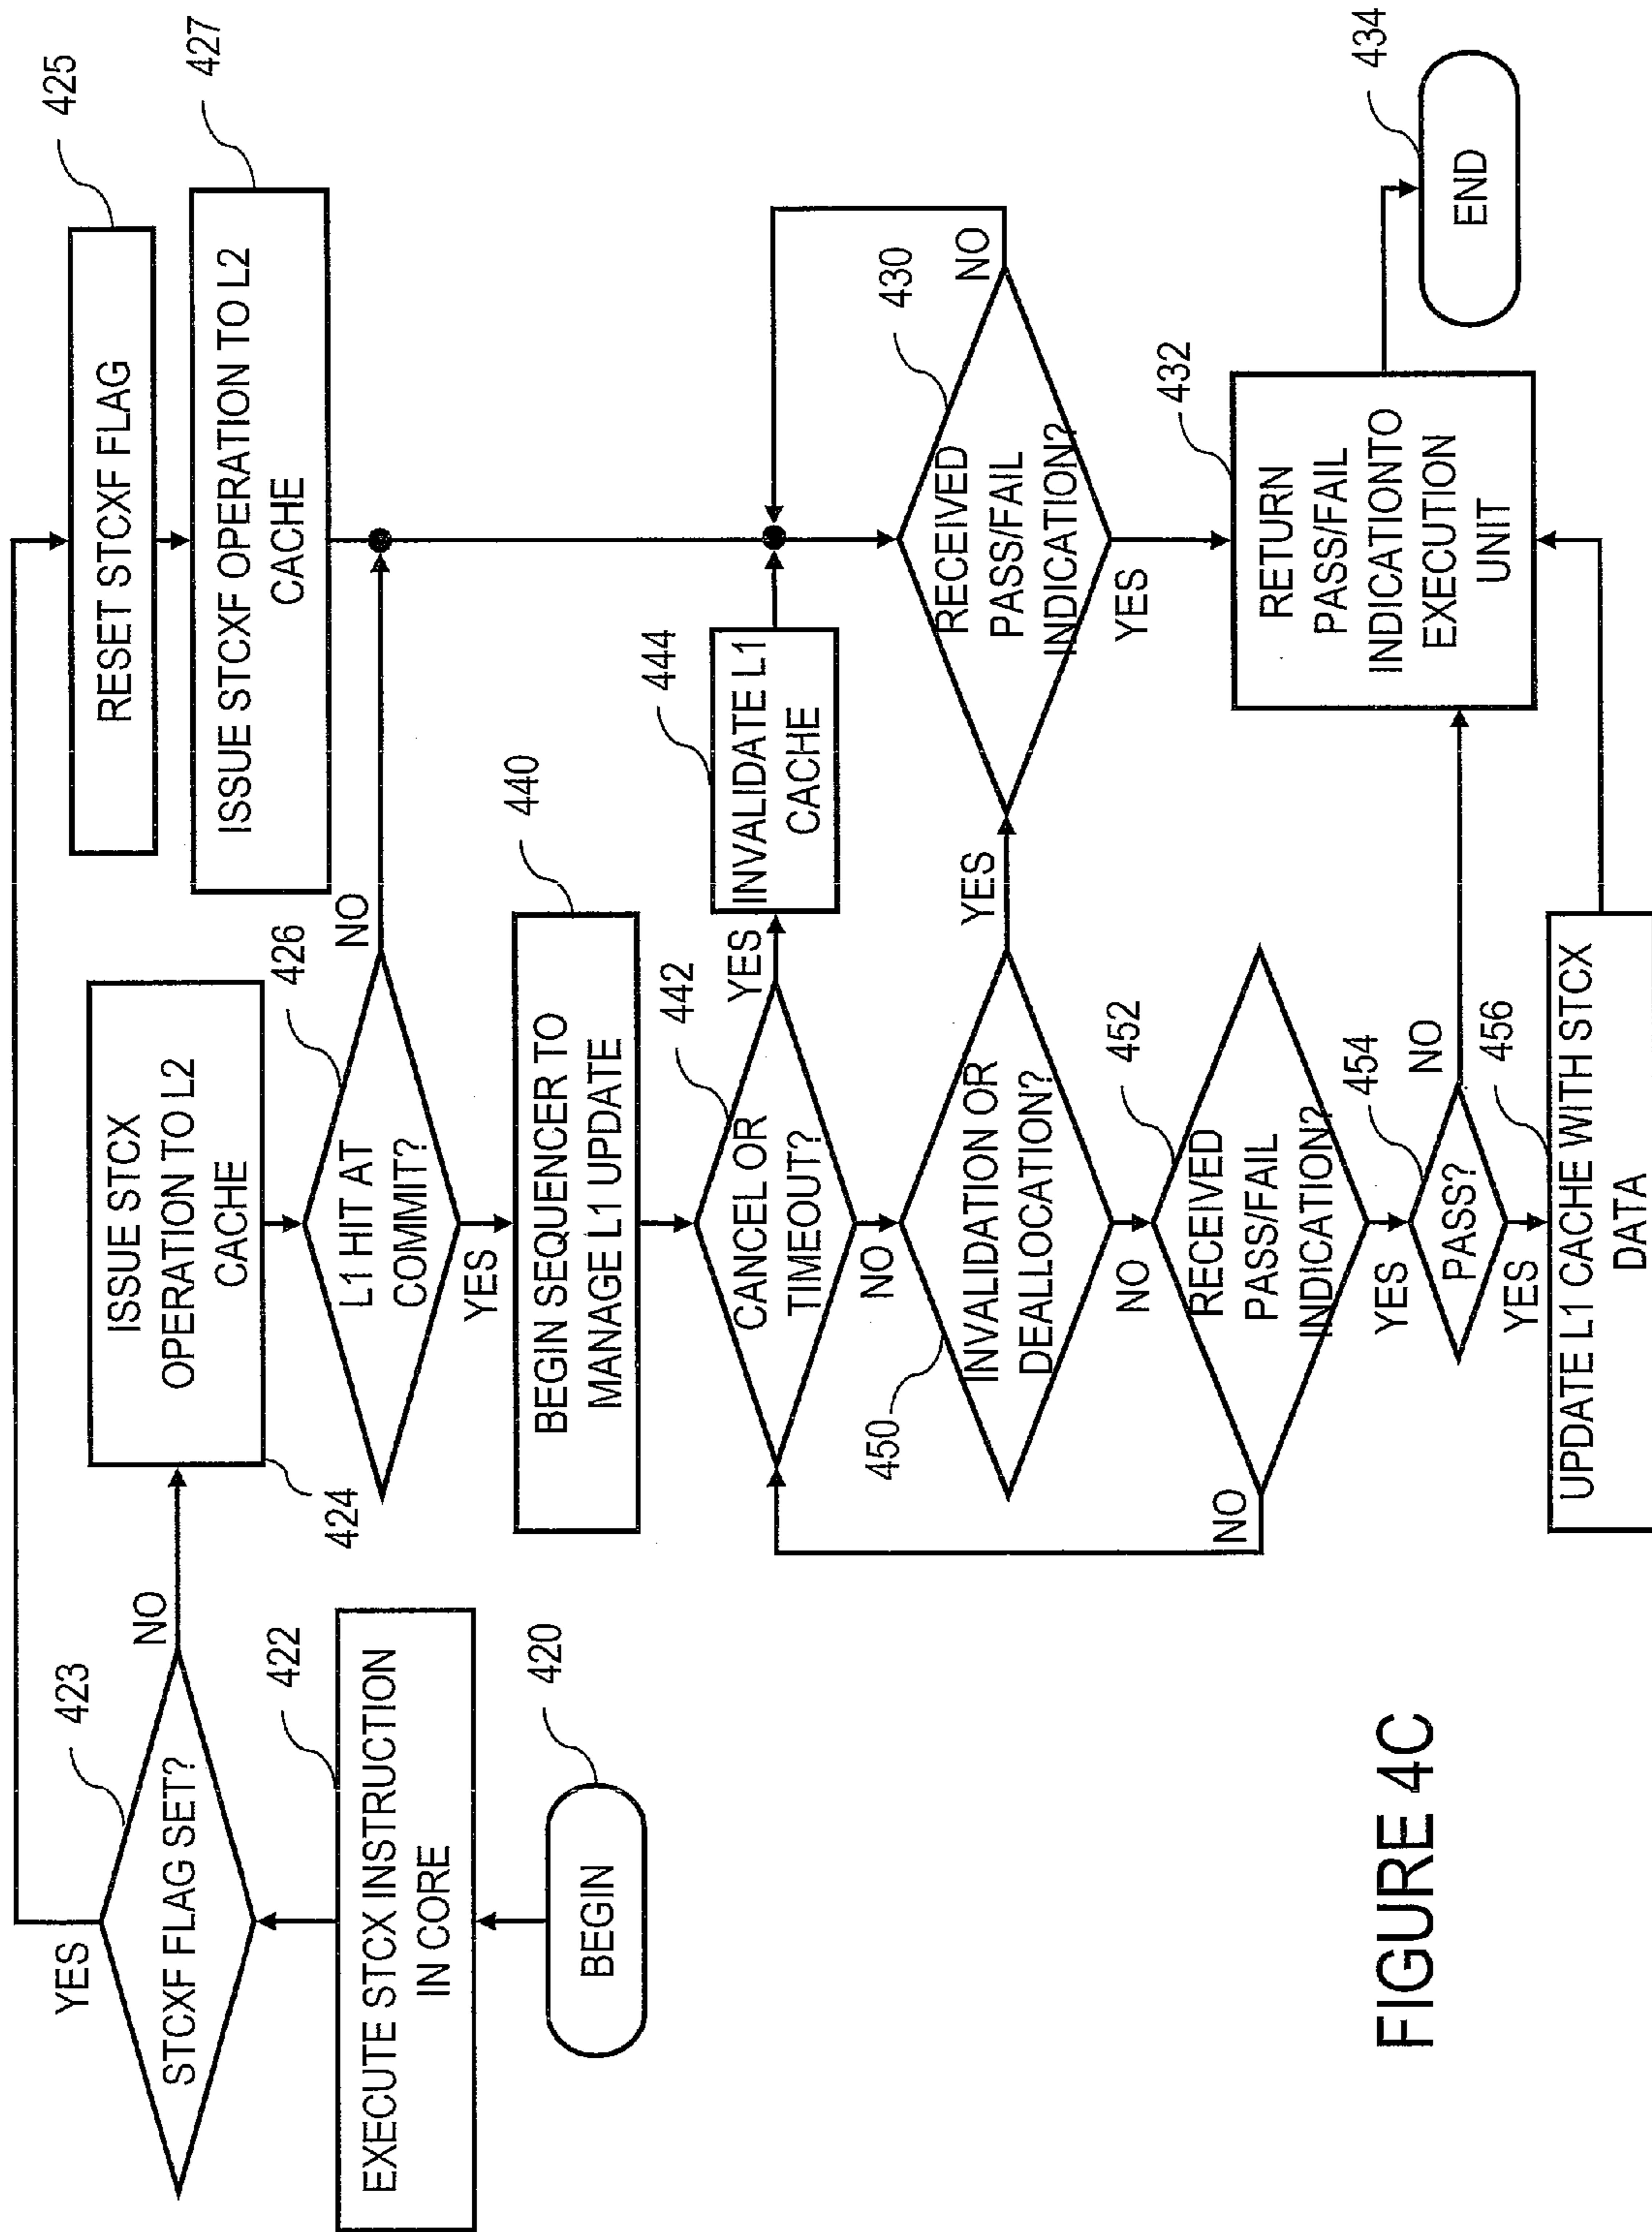 YES
423
STCXF FLAG SET?
NO
422
EXECUTE STCX INSTRUCTION
IN CORE
420
BEGIN
ISSUE STCX
OPERATION TO L2
CACHE
424
426
L1 HIT AT
COMMIT?
NO
YES
440
BEGIN SEQUENCER TO
MANAGE L1 UPDATE
442
CANCEL OR
TIMEOUT?
YES
NO
450
INVALIDATION OR
DEALLOCATION?
YES
NO
452
RECEIVED
PASS/FAIL
INDICATION?
NO
YES
454
PASS?
NO
YES
456
UPDATE L1 CACHE WITH STCX
DATA
425
RESET STCXF FLAG
427
ISSUE STCXF OPERATION TO L2
CACHE
444
INVALIDATE L1
CACHE
430
RECEIVED
PASS/FAIL
INDICATION?
NO
YES
432
RETURN
PASS/FAIL
INDICATIONTO
EXECUTION
UNIT
434
END
FIGURE 4C